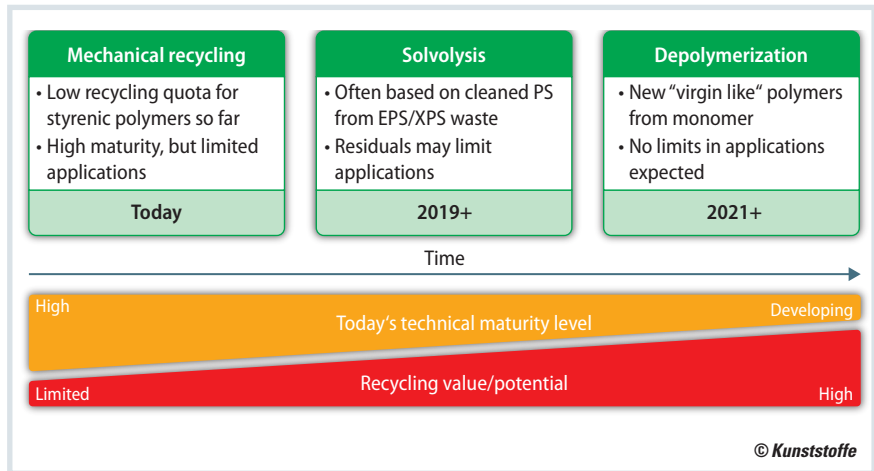 Mechanical recycling
• Low recycling quota for
styrenic polymers so far
• High maturity, but limited
applications
Today
Solvolysis
• Often based on cleaned PS
from EPS/XPS waste
• Residuals may limit
applications
2019+
Depolymerization
• New “virgin like“ polymers
from monomer
• No limits in applications
expected
2021+
Time
High
Today's technical maturity level
Developing
Limited
Recycling value/potential
High
© Kunststoffe